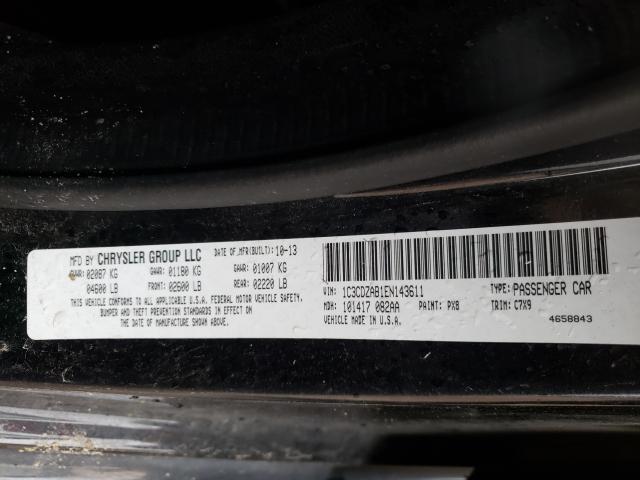 MFD BY CHRYSLER GROUP LLC DATE OF MFR(BUILT): 10-13
GWAR: 02087 KG GAWR: 01180 KG GAWR: 01007 KG
04600 LB FRONT: 02600 LB REAR: 02220 LB
THIS VEHICLE CONFORMS TO ALL APPLICABLE U.S.A. FEDERAL MOTOR VEHICLE SAFETY,
BUMPER AND THEFT PREVENTION STANDARDS IN EFFECT ON
THE DATE OF MANUFACTURE SHOWN ABOVE.
VIN: 1C3CDZAB1EN143611 TYPE: PASSENGER CAR
MDH: 101417 082AA PAINT: PX8 TRIM: C7X9
VEHICLE MADE IN U.S.A. 4658843